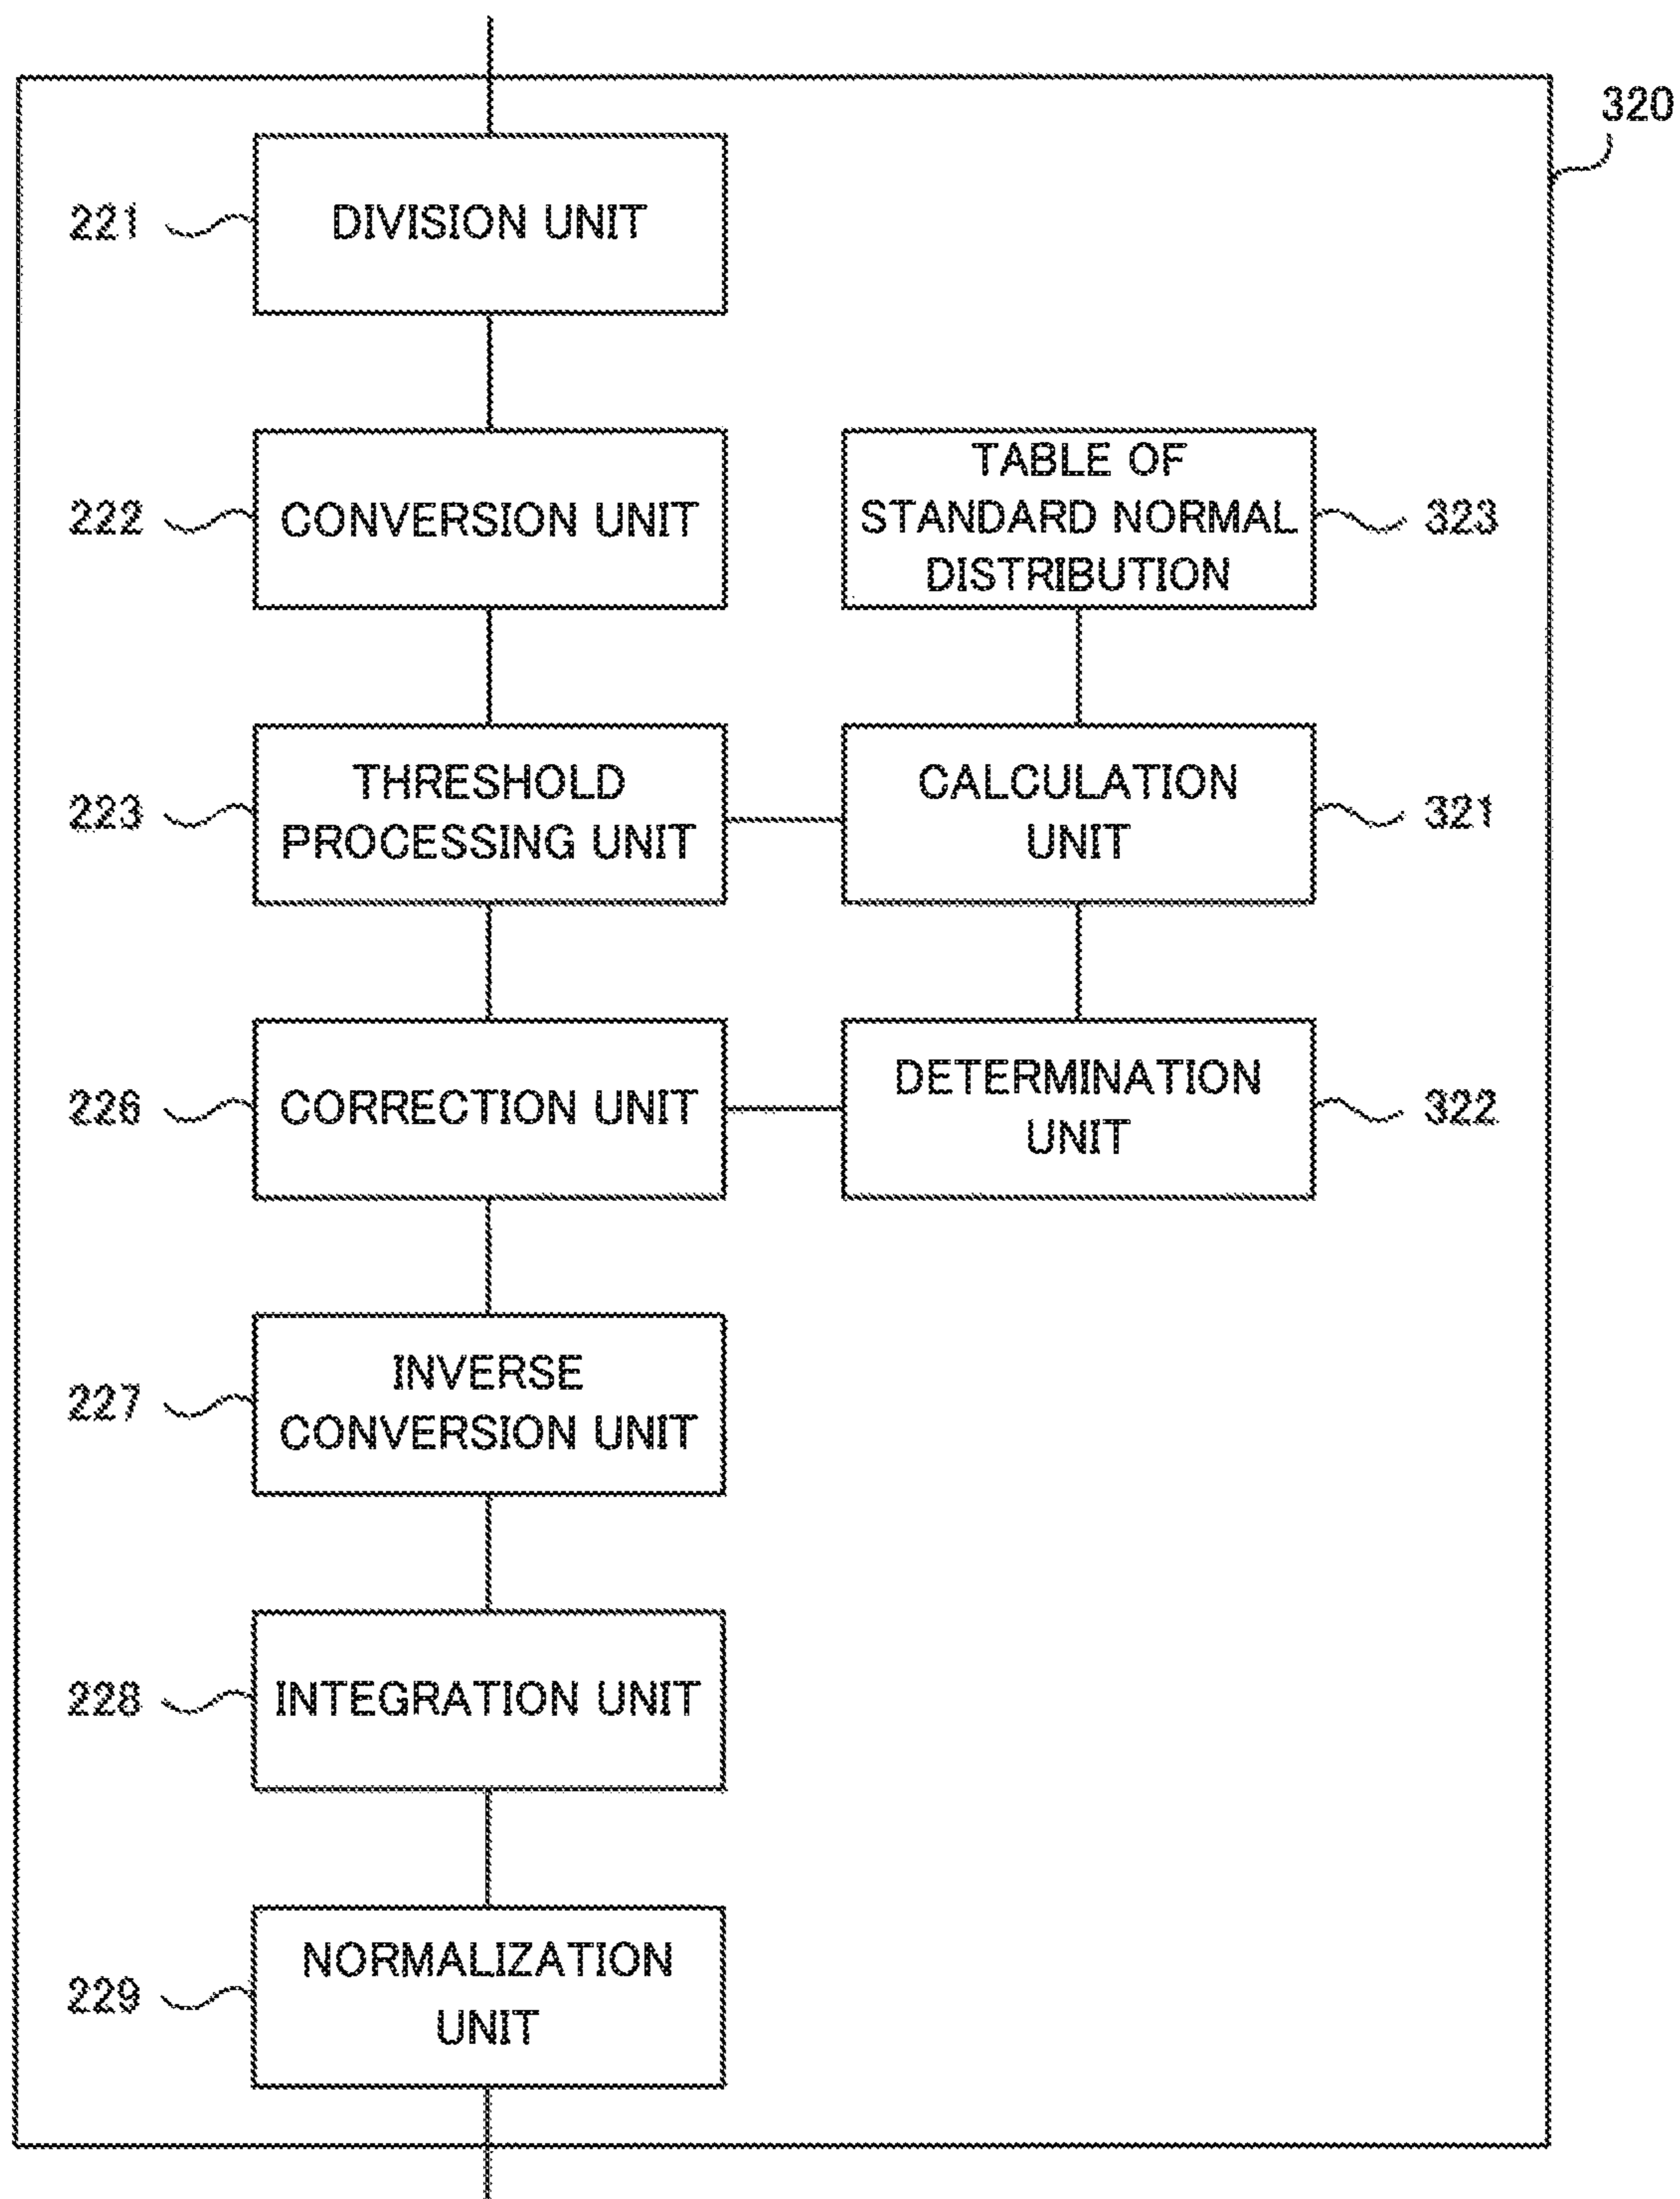 320
221
DIVISION UNIT
222
CONVERSION UNIT
TABLE OF
STANDARD NORMAL
DISTRIBUTION
323
223
THRESHOLD
PROCESSING UNIT
CALCULATION
UNIT
321
226
CORRECTION UNIT
DETERMINATION
UNIT
322
227
INVERSE
CONVERSION UNIT
228
INTEGRATION UNIT
229
NORMALIZATION
UNIT